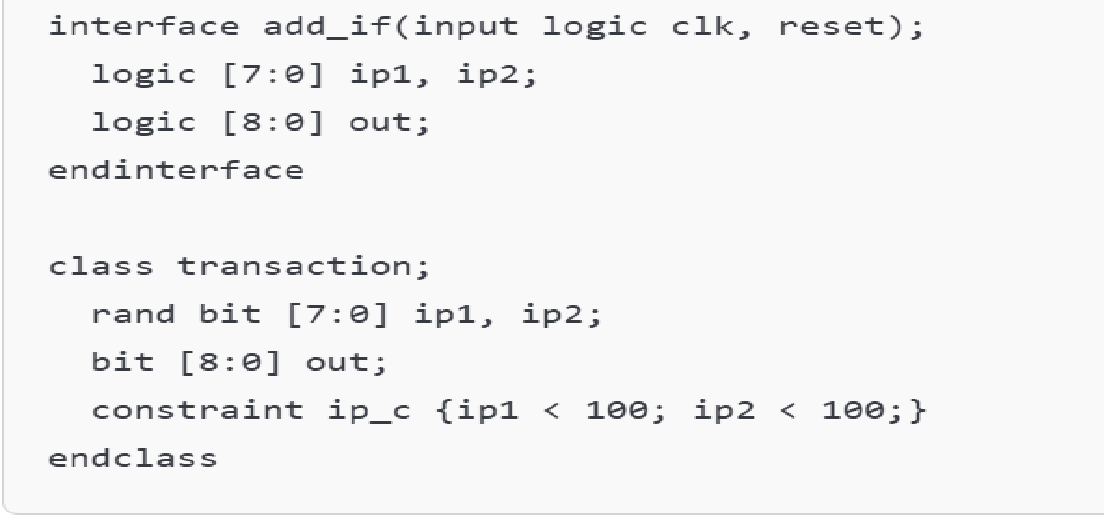 interface add_if(input logic clk, reset);
  logic [7:0] ip1, ip2;
  logic [8:0] out;
endinterface

class transaction;
  rand bit [7:0] ip1, ip2;
  bit [8:0] out;
  constraint ip_c {ip1 < 100; ip2 < 100;}
endclass